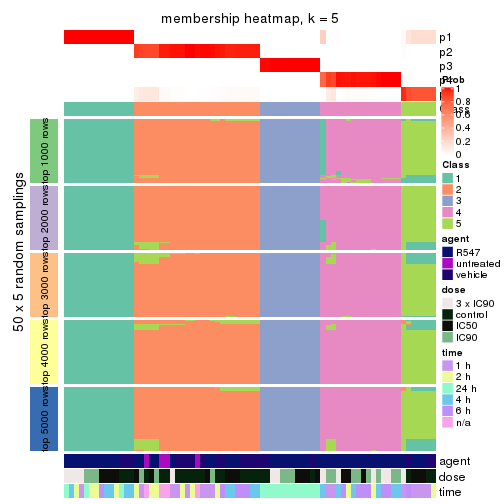 membership heatmap, k = 5
p1
p2
p3
p4
Prob
1
0.8
0.6
0.4
0.2
0
Class
1
2
3
4
5
agent
R547
untreated
vehicle
dose
3 x IC90
control
IC50
IC90
time
1 h
2 h
24 h
4 h
6 h
n/a
50 x 5 random samplings
top 1000 rows
top 2000 rows
top 3000 rows
top 4000 rows
top 5000 rows
agent
dose
time